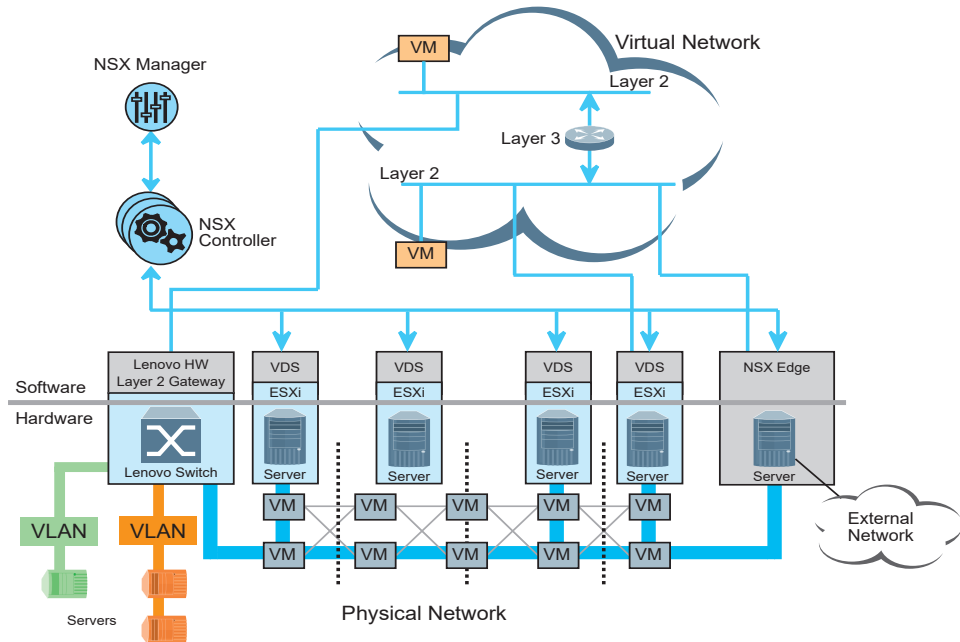 VM
Virtual Network
NSX Manager
Layer 2
Layer 3
Layer 2
NSX
Controller
VM
Lenovo HW
Layer 2 Gateway
VDS
VDS
VDS
VDS
NSX Edge
Software
ESXi
ESXi
ESXi
ESXi
Hardware
Lenovo Switch
Server
Server
Server
Server
Server
VM
VM
VM
VM
VM
VLAN
VLAN
External
Network
VM
VM
VM
VM
VM
Physical Network
Servers